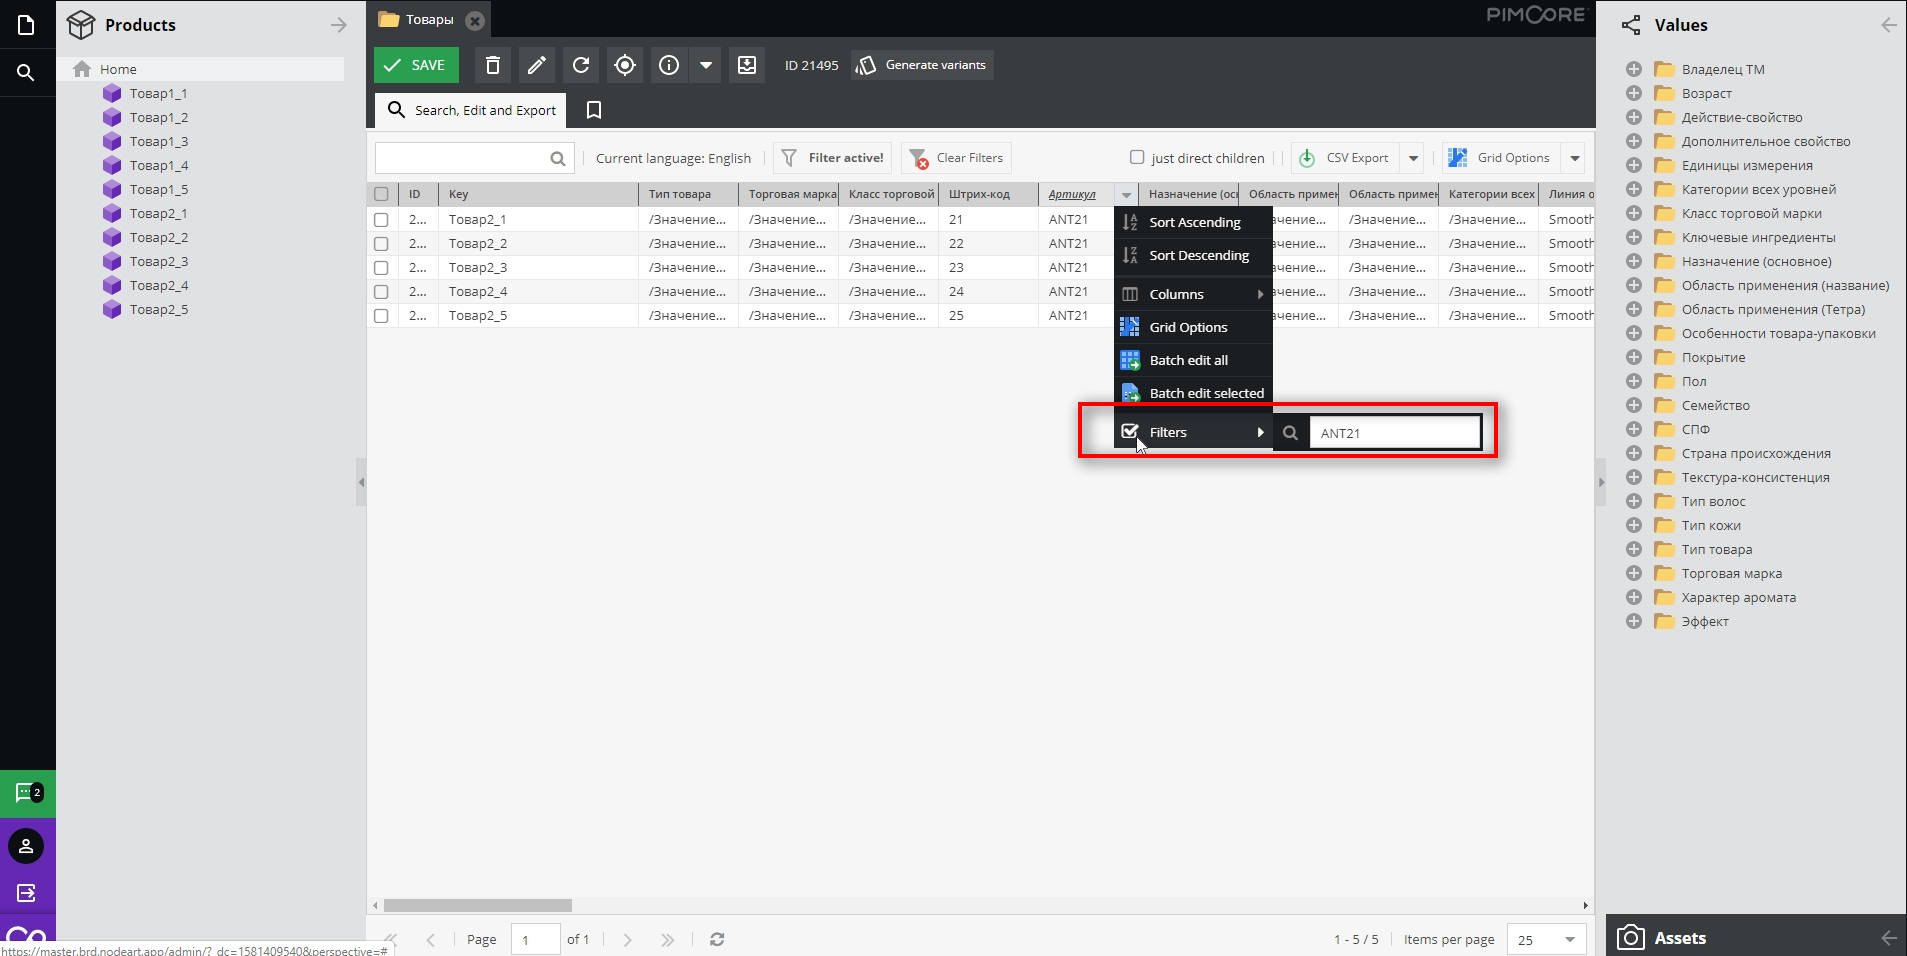 Products
Home
Товар1_1
Товар1_2
Товар1_3
Товар1_4
Товар1_5
Товар2_1
Товар2_2
Товар2_3
Товар2_4
Товар2_5
2
https://master.brd.nodeart.app/admin/?_dc=1581409540&perspective=#
Товары
PIMCORE
SAVE
ID 21495
Generate variants
Search, Edit and Export
Current language: English
Filter active!
Clear Filters
just direct children
CSV Export
Grid Options
ID Key Тип товара Торговая марка Класс торговой Штрих-код Артикул Назначение (осн Область примен Область примен Категории всех Линия о
2... Товар2_1 /Значение... /Значение... /Значение... 21 ANT21 ачение... /Значение... /Значение... Smooth
2... Товар2_2 /Значение... /Значение... /Значение... 22 ANT21 ачение... /Значение... /Значение... Smooth
2... Товар2_3 /Значение... /Значение... /Значение... 23 ANT21 ачение... /Значение... /Значение... Smooth
2... Товар2_4 /Значение... /Значение... /Значение... 24 ANT21 ачение... /Значение... /Значение... Smooth
2... Товар2_5 /Значение... /Значение... /Значение... 25 ANT21 ачение... /Значение... /Значение... Smooth
Sort Ascending
Sort Descending
Columns
Grid Options
Batch edit all
Batch edit selected
Filters
ANT21
Page 1 of 1
1 - 5 / 5
Items per page 25
Values
Владелец ТМ
Возраст
Действие-свойство
Дополнительное свойство
Единицы измерения
Категории всех уровней
Класс торговой марки
Ключевые ингредиенты
Назначение (основное)
Область применения (название)
Область применения (Тетра)
Особенности товара-упаковки
Покрытие
Пол
Семейство
СПФ
Страна происхождения
Текстура-консистенция
Тип волос
Тип кожи
Тип товара
Торговая марка
Характер аромата
Эффект
Assets